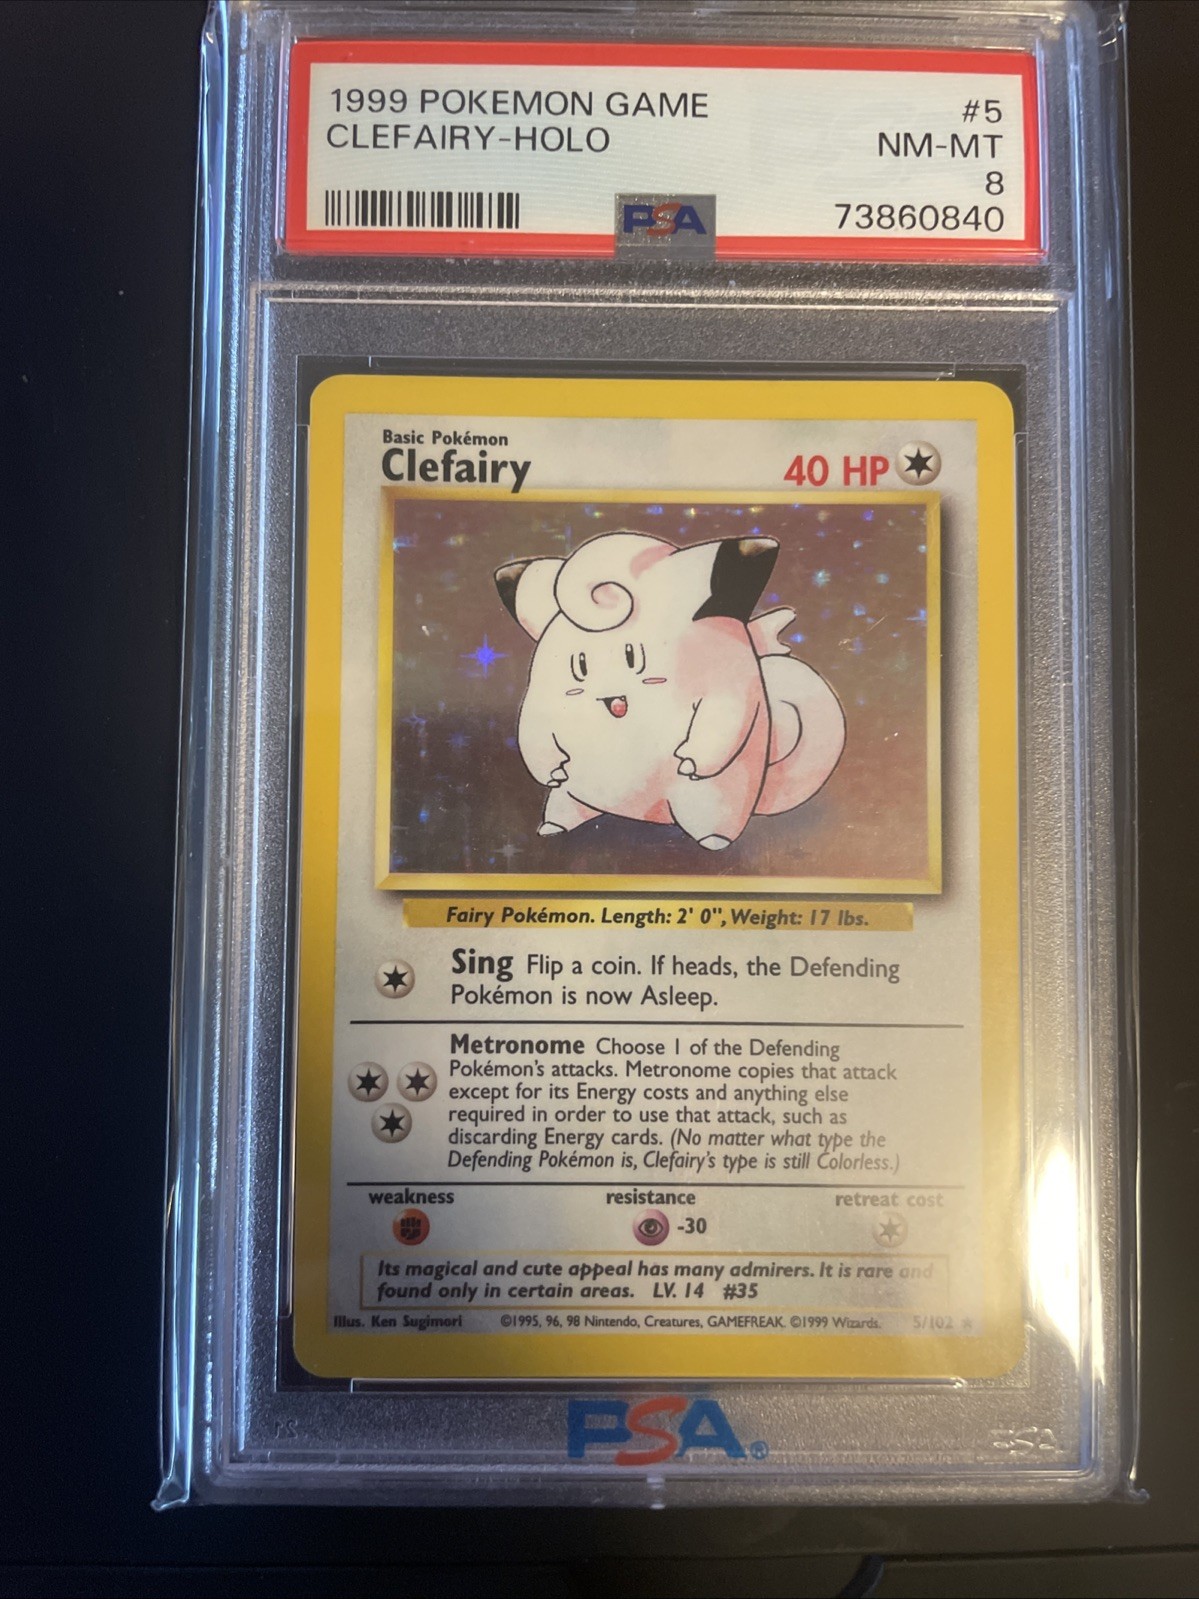 1999 POKEMON GAME #5
CLEFAIRY-HOLO NM-MT
8
PSA 73860840
Basic Pokémon
Clefairy 40 HP
Fairy Pokémon. Length: 2' 0", Weight: 17 lbs.
Sing Flip a coin. If heads, the Defending
Pokémon is now Asleep.
Metronome Choose 1 of the Defending
Pokémon's attacks. Metronome copies that attack
except for its Energy costs and anything else
required in order to use that attack, such as
discarding Energy cards. (No matter what type the
Defending Pokémon is, Clefairy's type is still Colorless.)
weakness resistance retreat cost
-30
Its magical and cute appeal has many admirers. It is rare and
found only in certain areas. LV. 14 #35
Illus. Ken Sugimori ©1995, 96, 98 Nintendo, Creatures, GAMEFREAK. ©1999 Wizards. 5/102 ★
PSA®